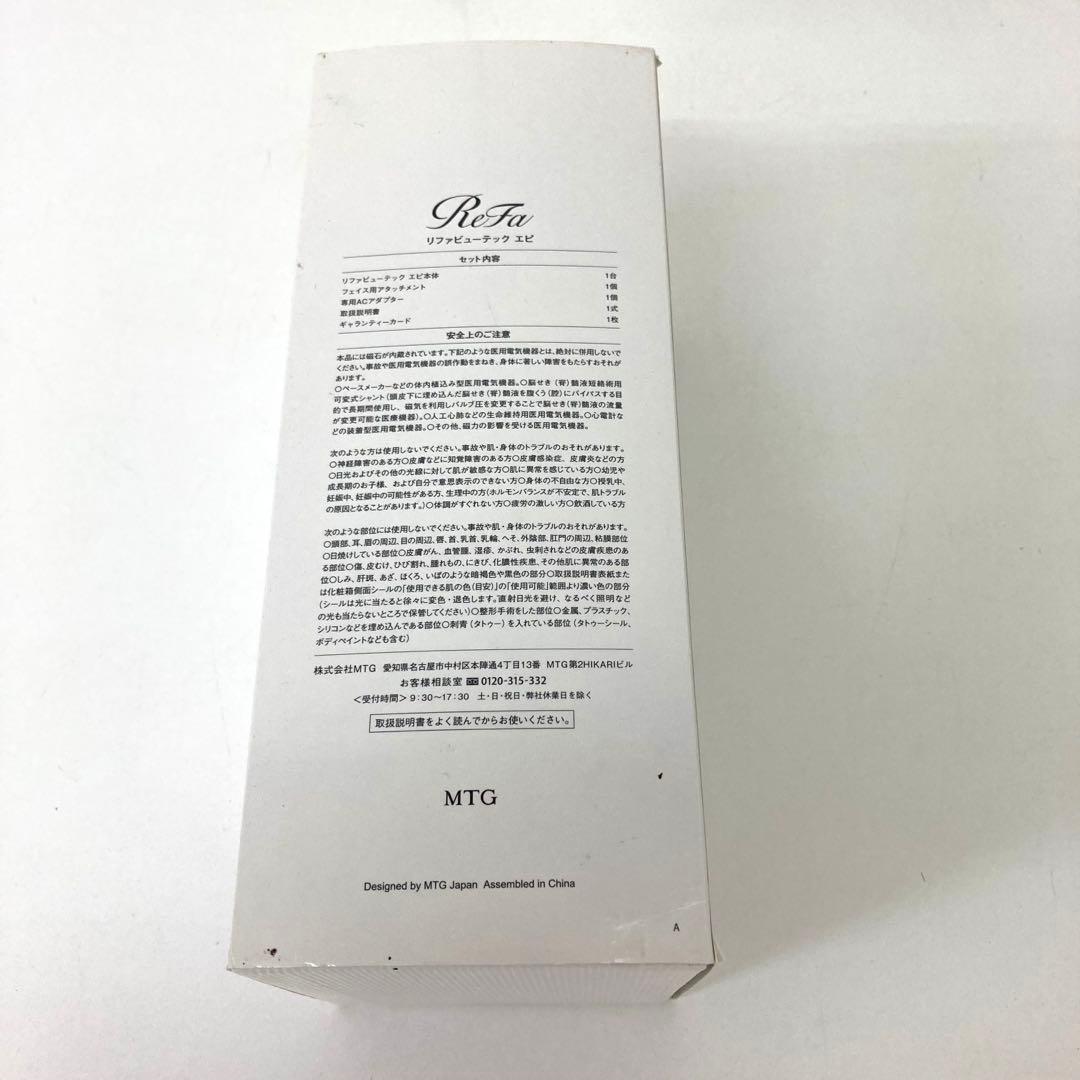 ReFa
リファビューテック エピ
セット内容
リファビューテック エピ本体 1台
フェイス用アタッチメント 1個
専用ACアダプター 1個
取扱説明書 1式
ギャランティーカード 1枚
安全上のご注意
本品には磁石が内蔵されています。下記のような医用電気機器とは、絶対に併用しないで
ください。事故や医用電気機器の誤作動をまねき、身体に著しい障害をもたらすおそれが
あります。
○ペースメーカーなどの体内植込み型医用電気機器。○脳せき(脊)髄液短絡術用
可変式シャント(頭皮下に埋め込んだ脳せき(脊)髄液を腹くう(腔)にバイパスする目
的で長期間使用し、磁気を利用しバルブ圧を変更することで脳せき(脊)髄液の流量
が変更可能な医療機器)。○人工心肺などの生命維持用医用電気機器。○心電計な
どの装着型医用電気機器。○その他、磁力の影響を受ける医用電気機器。
次のような方は使用しないでください。事故や肌・身体のトラブルのおそれがあります。
○神経障害のある方○皮膚などに知覚障害のある方○皮膚感染症、皮膚炎などの方
○日光およびその他の光線に対して肌が敏感な方○肌に異常を感じている方○幼児や
成長期のお子様、および自分で意思表示のできない方○身体の不自由な方○授乳中、
妊娠中、妊娠中の可能性がある方、生理中の方(ホルモンバランスが不安定で、肌トラブル
の原因となることがあります。)○体調がすぐれない方○疲労の激しい方○飲酒している方
次のような部位には使用しないでください。事故や肌・身体のトラブルのおそれがあります。
○頭部、耳、眉の周辺、目の周辺、唇、首、乳首、乳輪、へそ、外陰部、肛門の周辺、粘膜部位
○日焼けしている部位○皮膚がん、血管腫、湿疹、かぶれ、虫刺されなどの皮膚疾患のあ
る部位○傷、皮むけ、ひび割れ、腫れもの、にきび、化膿性疾患、その他肌に異常のある部
位○しみ、肝斑、あざ、ほくろ、いぼのような暗褐色や黒色の部分○取扱説明書表紙また
は化粧箱側面シールの「使用できる肌の色(目安)」の「使用可能」範囲より濃い色の部分
(シールは光に当たると徐々に変色・退色します。直射日光を避け、なるべく照明など
の光も当たらないところで保管してください)○整形手術をした部位○金属、プラスチック、
シリコンなどを埋め込んである部位○刺青(タトゥー)を入れている部位(タトゥーシール、
ボディペイントなども含む)
株式会社MTG 愛知県名古屋市中村区本陣通4丁目13番 MTG第2HIKARIビル
お客様相談室 0120-315-332
<受付時間> 9:30〜17:30 土・日・祝日・弊社休業日を除く
取扱説明書をよく読んでからお使いください。
MTG
Designed by MTG Japan Assembled in China
A